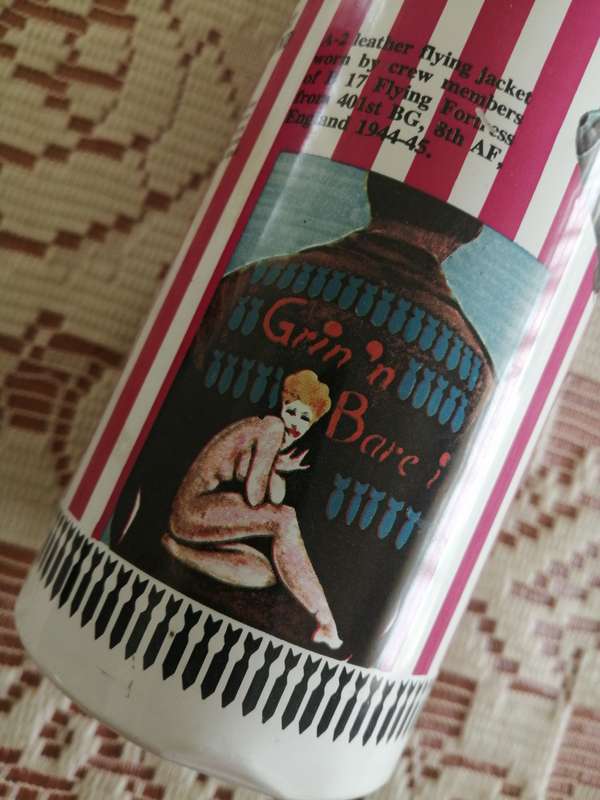 A-2 leather flying jacket
worn by crew members
of B 17 Flying Fortress
from 401st BG, 8th AF,
England 1944-45.
Grin 'n
Bare i